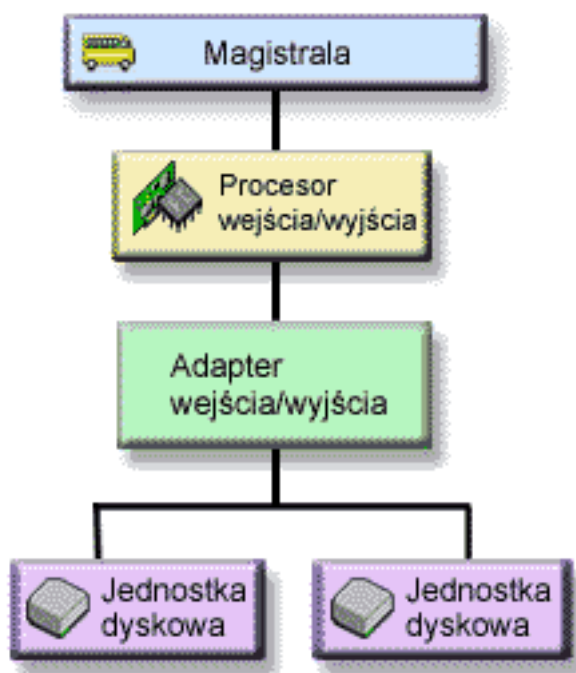 Magistrala
Procesor
wejścia/wyjścia
Adapter
wejścia/wyjścia
Jednostka
dyskowa
Jednostka
dyskowa